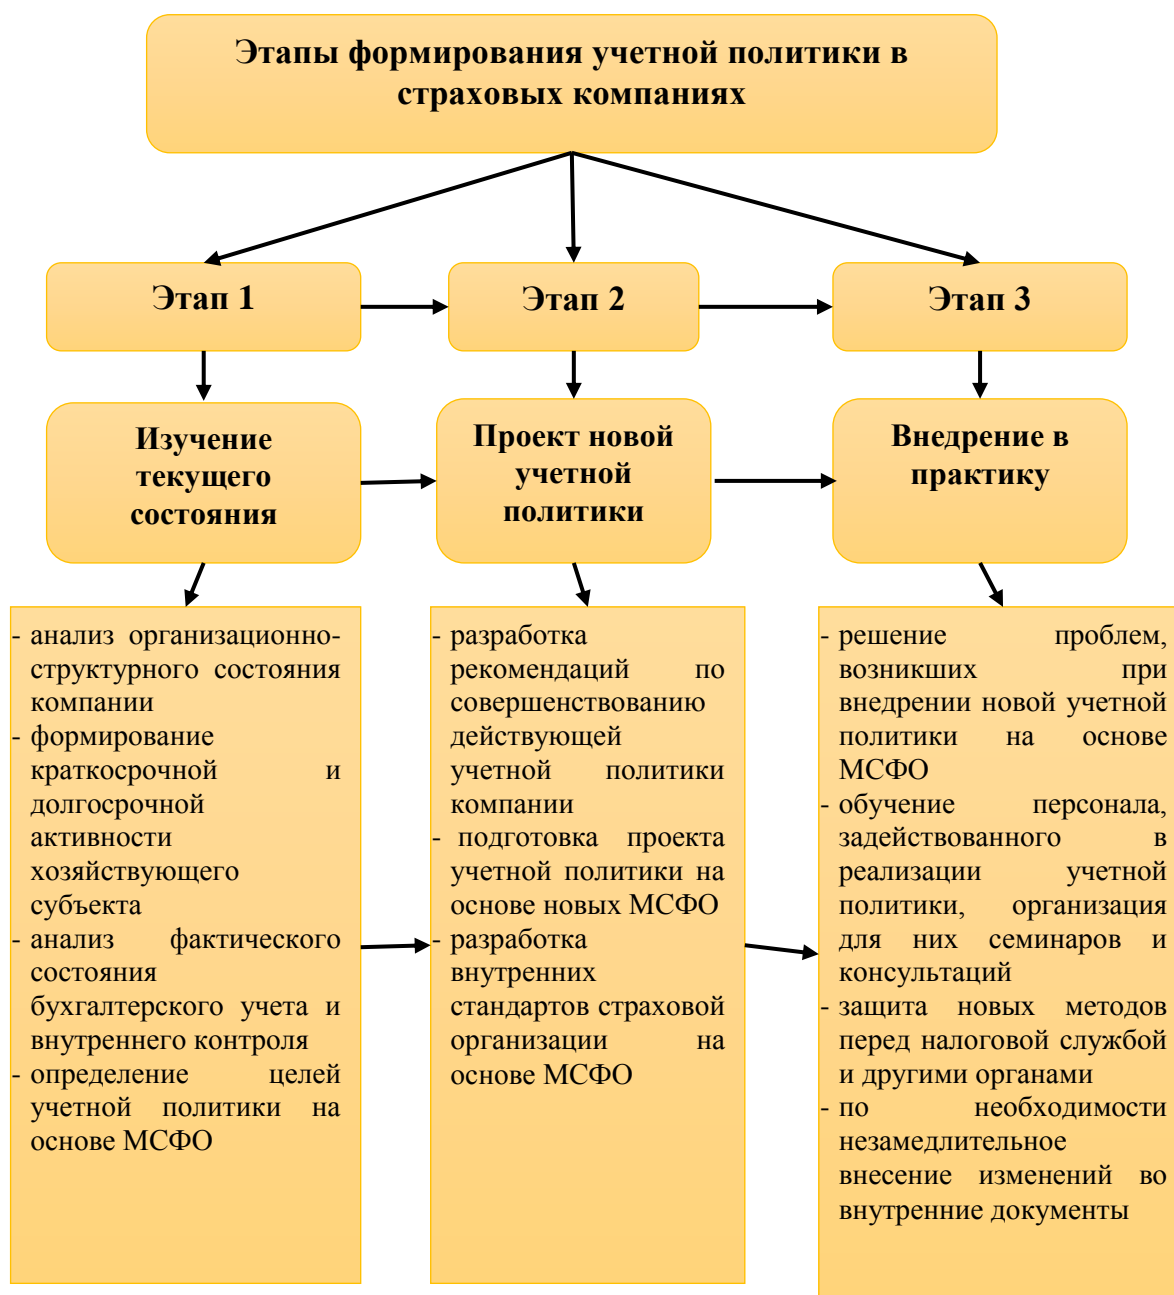 Этапы формирования учетной политики в
страховых компаниях
Этап 1
Этап 2
Этап 3
Изучение
текущего
состояния
Проект новой
учетной
политики
Внедрение в
практику
- анализ организационно-
структурного состояния
компании
- формирование
краткосрочной и
долгосрочной
активности
хозяйствующего
субъекта
- анализ фактического
состояния
бухгалтерского учета и
внутреннего контроля
- определение целей
учетной политики на
основе МСФО
- разработка
рекомендаций по
совершенствованию
действующей
учетной политики
компании
- подготовка проекта
учетной политики на
основе новых МСФО
- разработка
внутренних
стандартов страховой
организации на
основе МСФО
- решение проблем,
возникших при
внедрении новой учетной
политики на основе
МСФО
- обучение персонала,
задействованного в
реализации учетной
политики, организация
для них семинаров и
консультаций
- защита новых методов
перед налоговой службой
и другими органами
- по необходимости
незамедлительное
внесение изменений во
внутренние документы